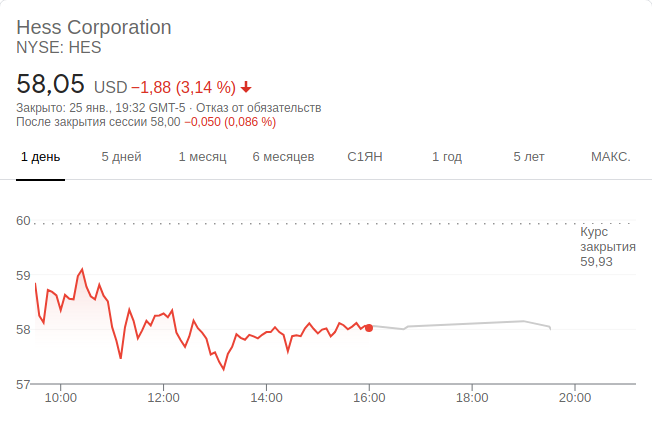 Hess Corporation
NYSE: HES
58,05 USD −1,88 (3,14 %)
Закрыто: 25 янв., 19:32 GMT-5 · Отказ от обязательств
После закрытия сессии 58,00 −0,050 (0,086 %)
1 день 5 дней 1 месяц 6 месяцев С1ЯН 1 год 5 лет МАКС.
60
Курс
закрытия
59,93
59
58
57
10:00 12:00 14:00 16:00 18:00 20:00